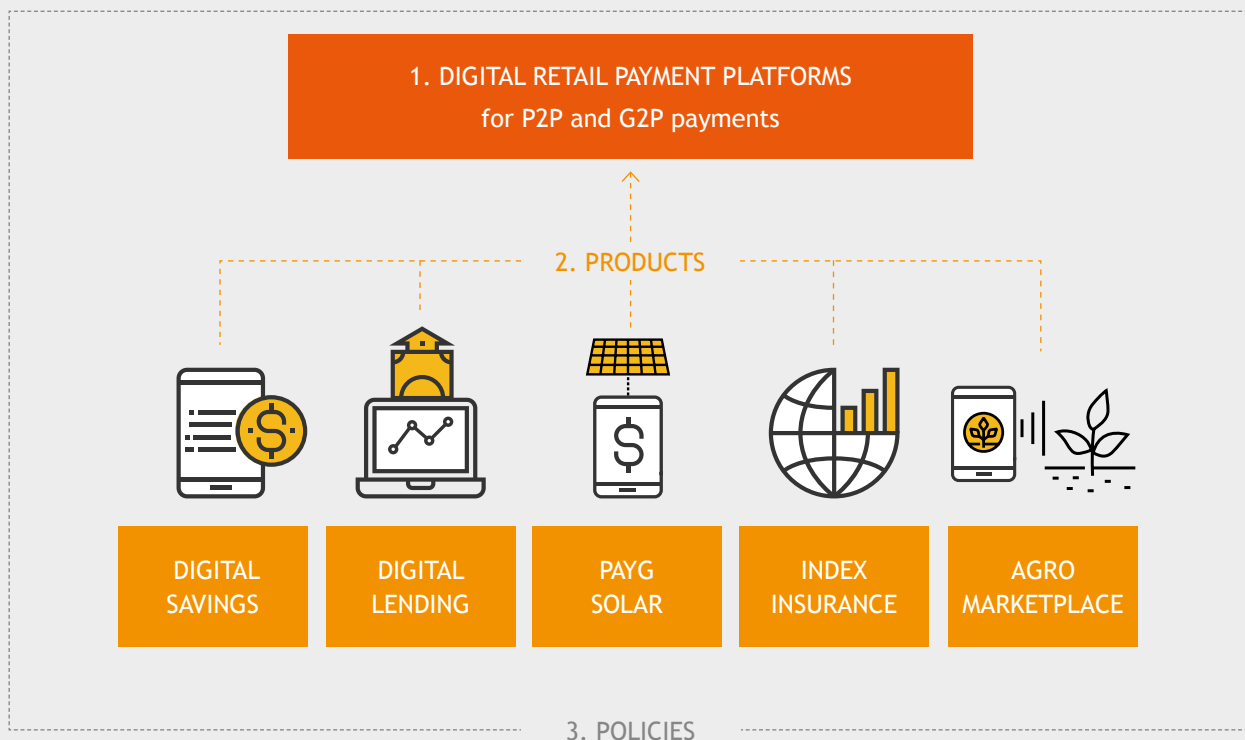 1. DIGITAL RETAIL PAYMENT PLATFORMS
for P2P and G2P payments
2. PRODUCTS
DIGITAL
SAVINGS
DIGITAL
LENDING
PAYG
SOLAR
INDEX
INSURANCE
AGRO
MARKETPLACE
3. POLICIES